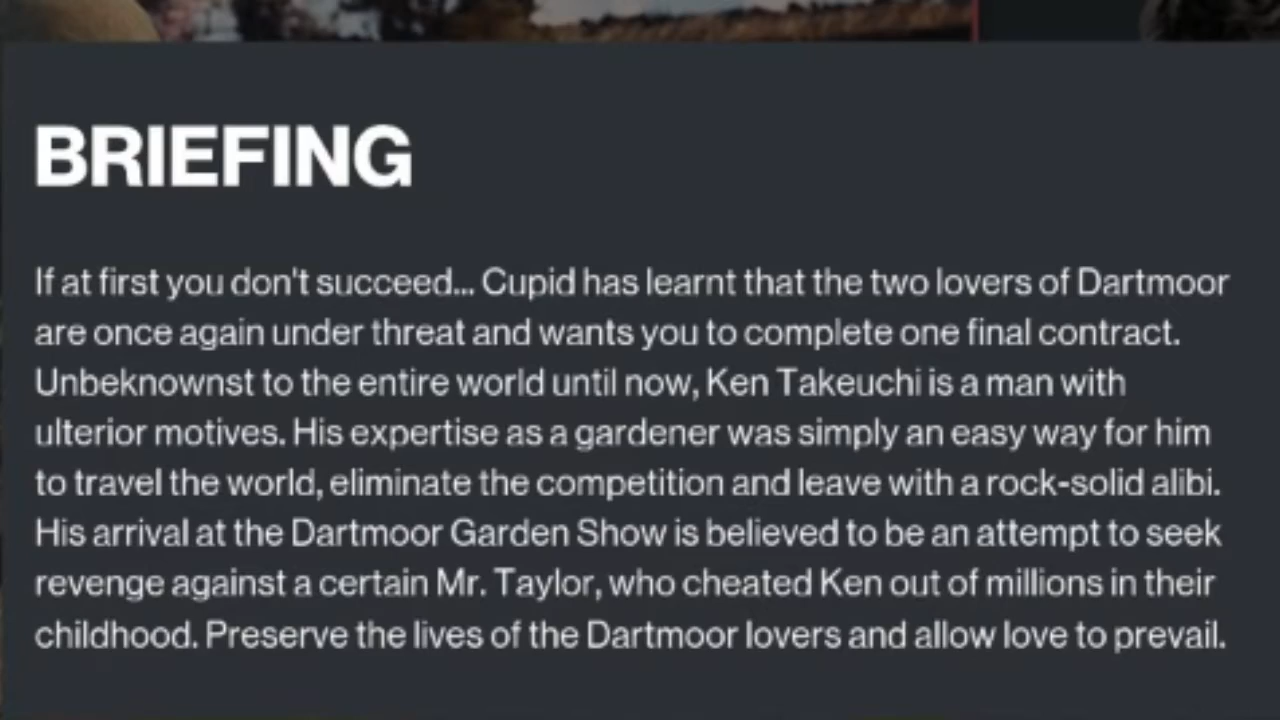 BRIEFING
If at first you don't succeed... Cupid has learnt that the two lovers of Dartmoor
are once again under threat and wants you to complete one final contract.
Unbeknownst to the entire world until now, Ken Takeuchi is a man with
ulterior motives. His expertise as a gardener was simply an easy way for him
to travel the world, eliminate the competition and leave with a rock-solid alibi.
His arrival at the Dartmoor Garden Show is believed to be an attempt to seek
revenge against a certain Mr. Taylor, who cheated Ken out of millions in their
childhood. Preserve the lives of the Dartmoor lovers and allow love to prevail.